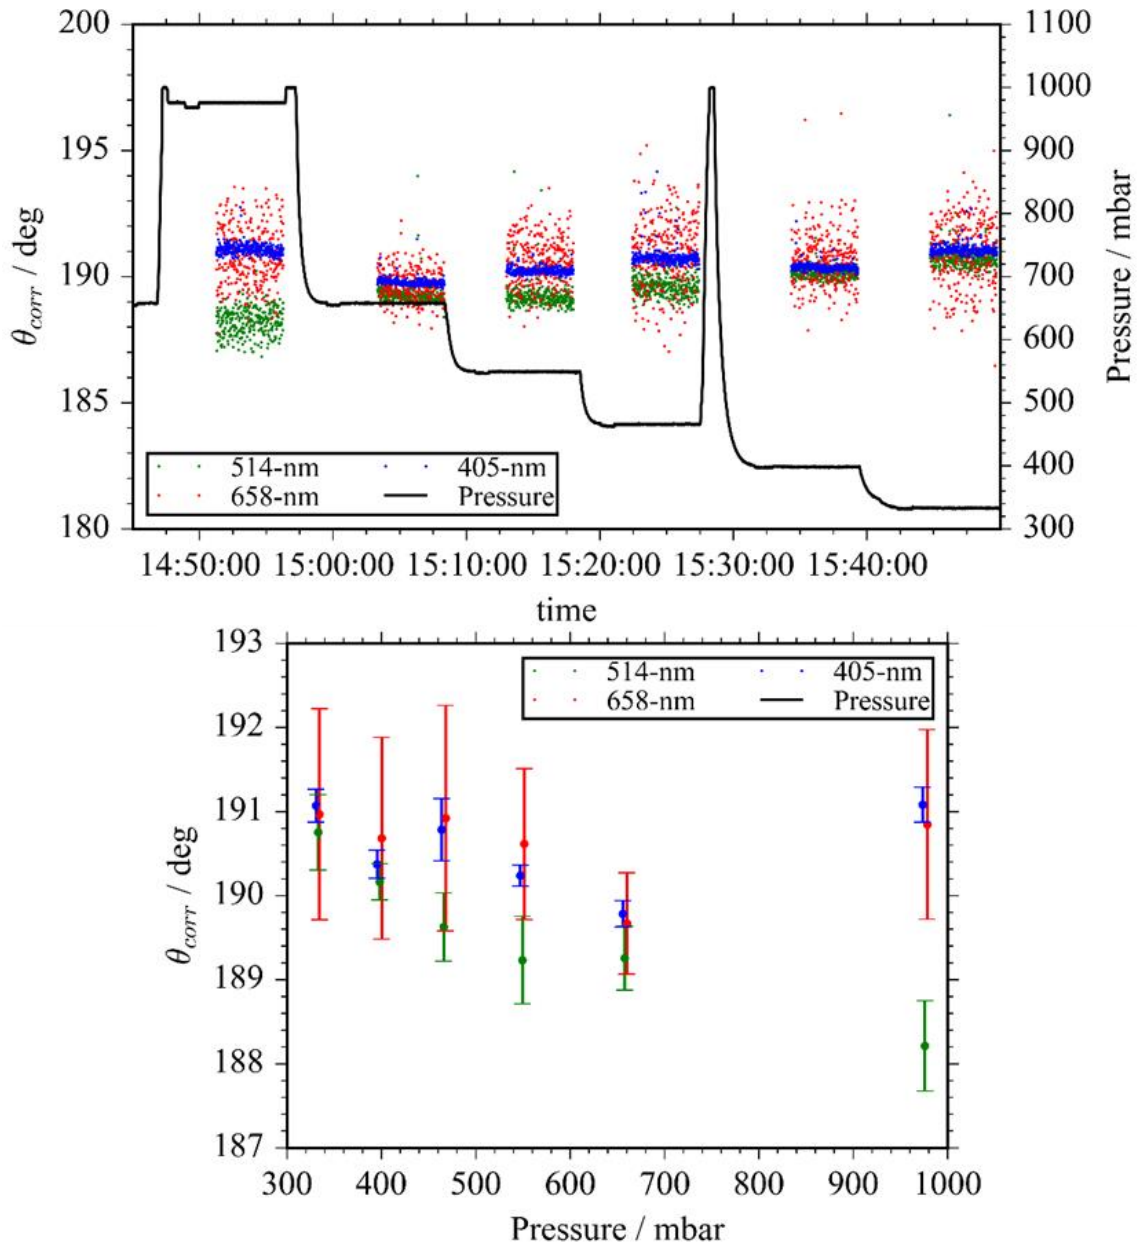 200
195
190
185
180
θcorr / deg
1100
1000
900
800
700
600
500
400
300
Pressure / mbar
514-nm 405-nm
658-nm Pressure
14:50:00 15:00:00 15:10:00 15:20:00 15:30:00 15:40:00
time
193
192
191
190
189
188
187
θcorr / deg
514-nm 405-nm
658-nm Pressure
300 400 500 600 700 800 900 1000
Pressure / mbar